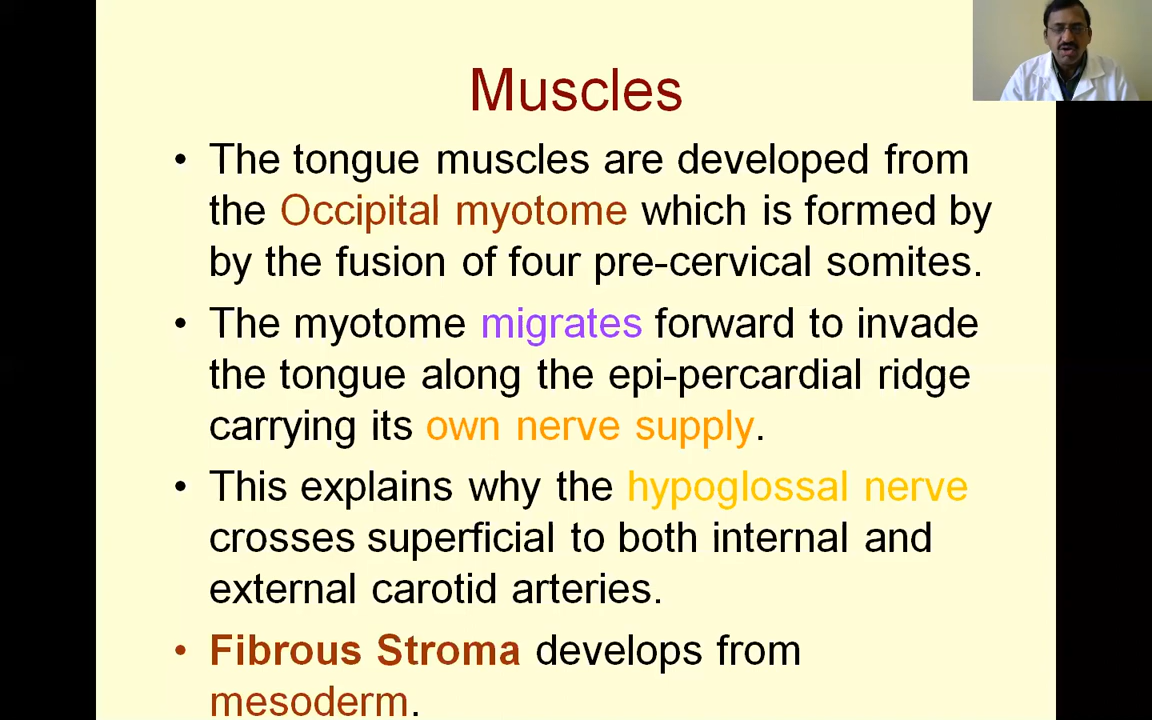 Muscles
• The tongue muscles are developed from
the Occipital myotome which is formed by
by the fusion of four pre-cervical somites.
• The myotome migrates forward to invade
the tongue along the epi-percardial ridge
carrying its own nerve supply.
• This explains why the hypoglossal nerve
crosses superficial to both internal and
external carotid arteries.
• Fibrous Stroma develops from
mesoderm.